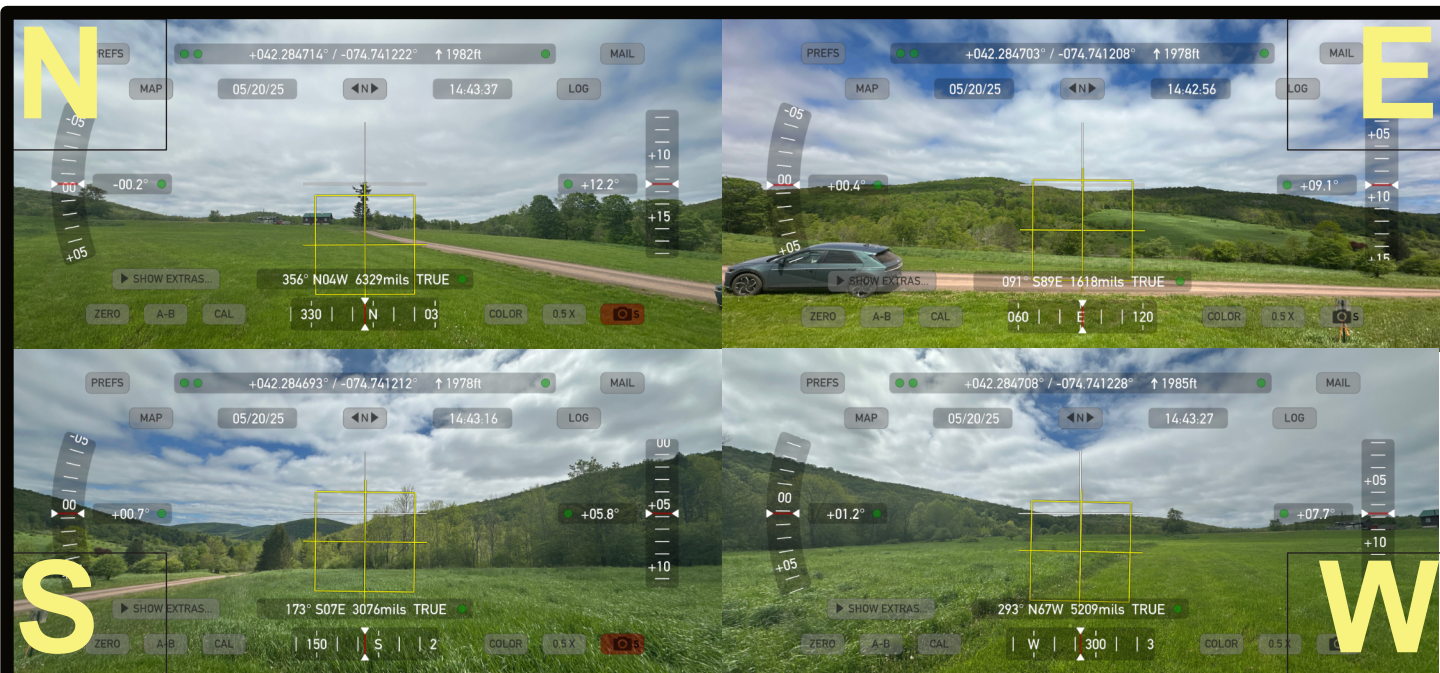 N
PREFS
+042.284714° / -074.741222° ↑ 1982ft
MAIL
MAP
05/20/25
◀N▶
14:43:37
LOG
-05
00
+05
-00.2°
+12.2°
+10
+15
▶ SHOW EXTRAS...
356° N04W 6329mils TRUE
ZERO
A-B
CAL
330 N 03
COLOR
0.5 X
S
E
PREFS
+042.284703° / -074.741208° ↑ 1978ft
MAIL
MAP
05/20/25
◀N▶
14:42:56
LOG
-05
00
+05
+00.4°
+09.1°
+05
+10
15
▶ SHOW EXTRAS...
091° S89E 1618mils TRUE
ZERO
A-B
CAL
060 E 120
COLOR
0.5 X
S
S
PREFS
+042.284693° / -074.741212° ↑ 1978ft
MAIL
MAP
05/20/25
◀N▶
14:43:16
LOG
-05
00
+00.7°
+05.8°
00
+05
+10
▶ SHOW EXTRAS...
173° S07E 3076mils TRUE
ZERO
A-B
CAL
150 S 2
COLOR
0.5 X
S
W
PREFS
+042.284708° / -074.741228° ↑ 1985ft
MAIL
MAP
05/20/25
◀N▶
14:43:27
LOG
00
+05
+01.2°
+07.7°
+05
+10
▶ SHOW EXTRAS...
293° N67W 5209mils TRUE
ZERO
A-B
CAL
W 300 3
COLOR
0.5 X